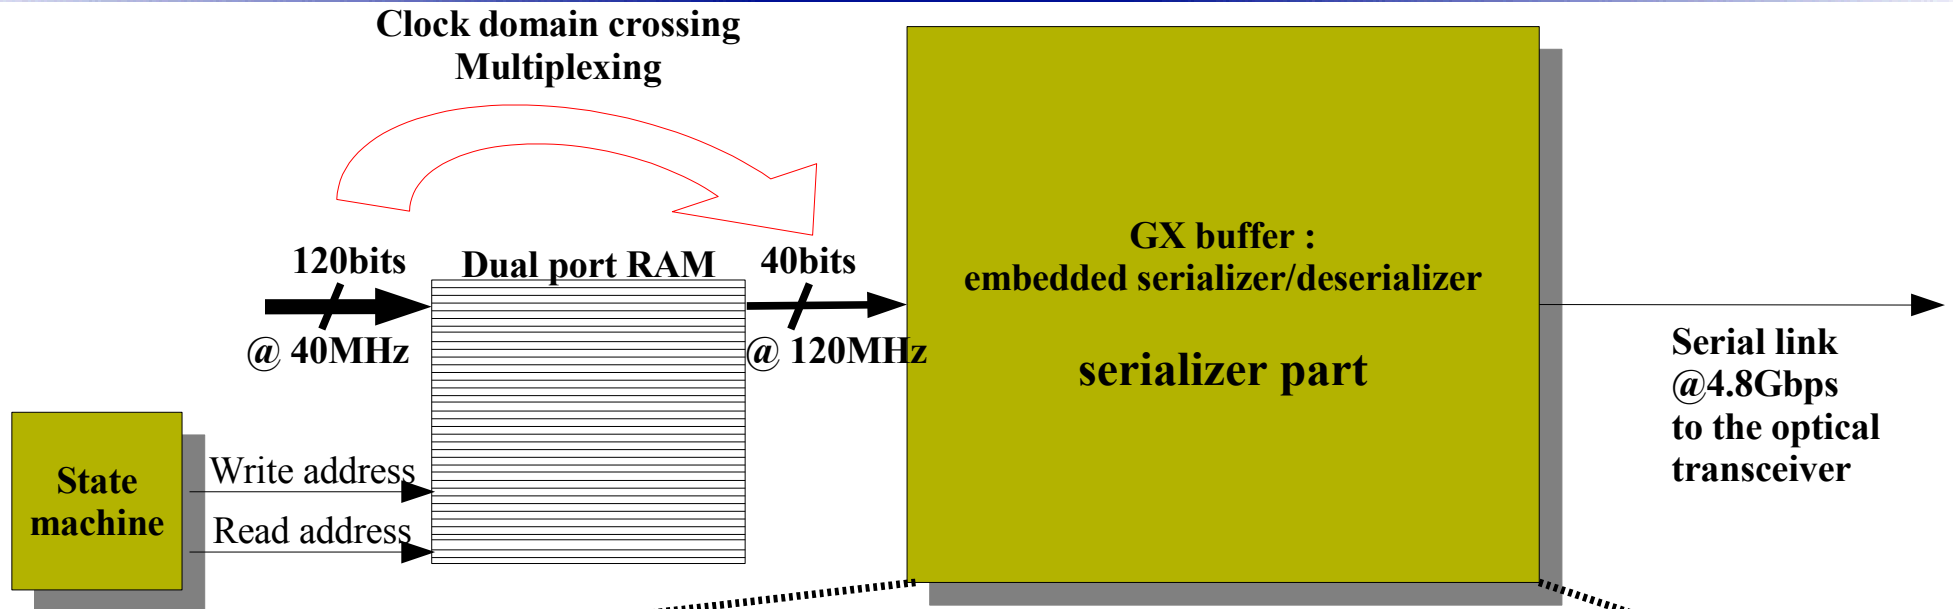 Clock domain crossing
Multiplexing
120bits
@ 40MHz
Dual port RAM
40bits
@ 120MHz
GX buffer :
embedded serializer/deserializer
serializer part
Serial link
@4.8Gbps
to the optical
transceiver
State
machine
Write address
Read address